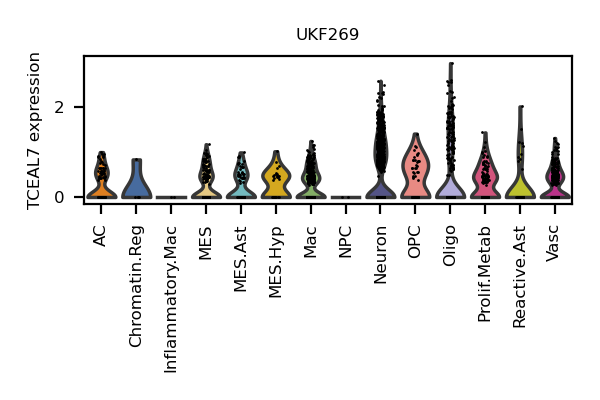 UKF269
TCEAL7 expression
2
0
AC
Chromatin.Reg
Inflammatory.Mac
MES
MES.Ast
MES.Hyp
Mac
NPC
Neuron
OPC
Oligo
Prolif.Metab
Reactive.Ast
Vasc